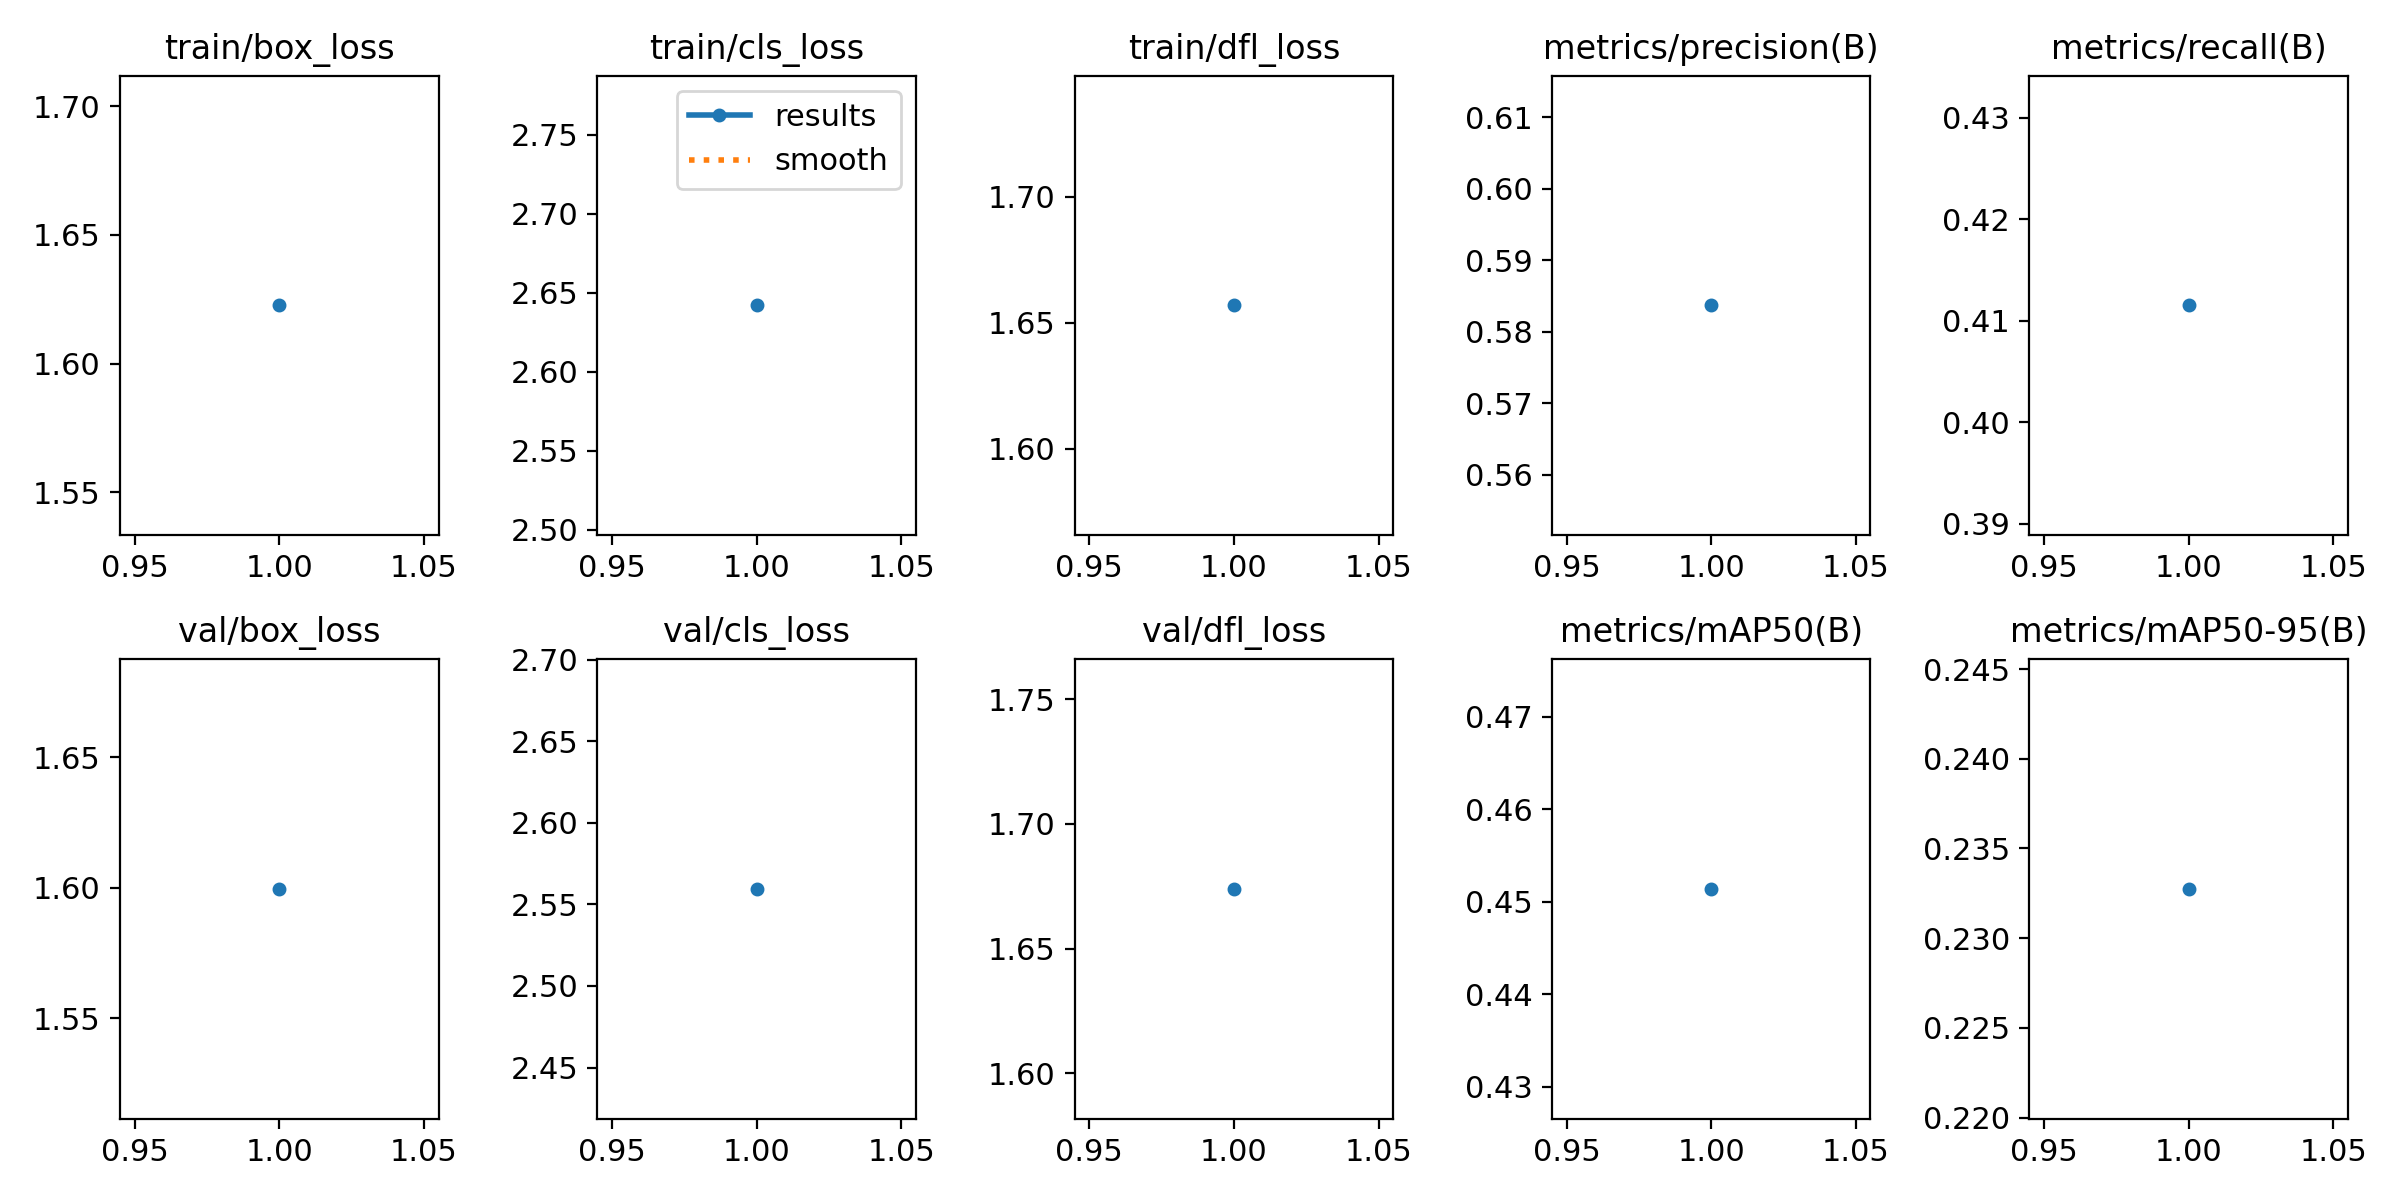 train/box_loss
1.70
1.65
1.60
1.55
0.95 1.00 1.05
train/cls_loss
results
smooth
2.75
2.70
2.65
2.60
2.55
2.50
0.95 1.00 1.05
train/dfl_loss
1.70
1.65
1.60
0.95 1.00 1.05
metrics/precision(B)
0.61
0.60
0.59
0.58
0.57
0.56
0.95 1.00 1.05
metrics/recall(B)
0.43
0.42
0.41
0.40
0.39
0.95 1.00 1.05
val/box_loss
1.65
1.60
1.55
0.95 1.00 1.05
val/cls_loss
2.70
2.65
2.60
2.55
2.50
2.45
0.95 1.00 1.05
val/dfl_loss
1.75
1.70
1.65
1.60
0.95 1.00 1.05
metrics/mAP50(B)
0.47
0.46
0.45
0.44
0.43
0.95 1.00 1.05
metrics/mAP50-95(B)
0.245
0.240
0.235
0.230
0.225
0.220
0.95 1.00 1.05